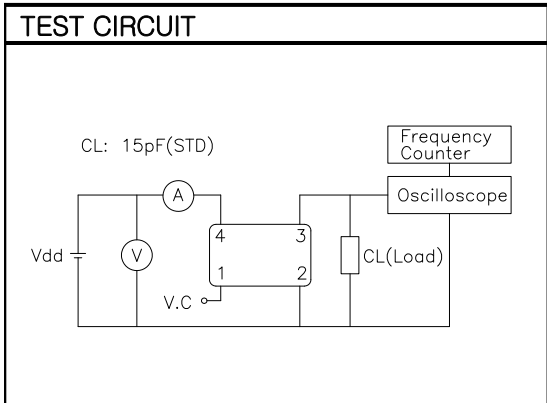 TEST CIRCUIT
CL: 15pF(STD)
Frequency
Counter
A
Oscilloscope
4 3
Vdd
V
CL(Load)
1 2
V.C